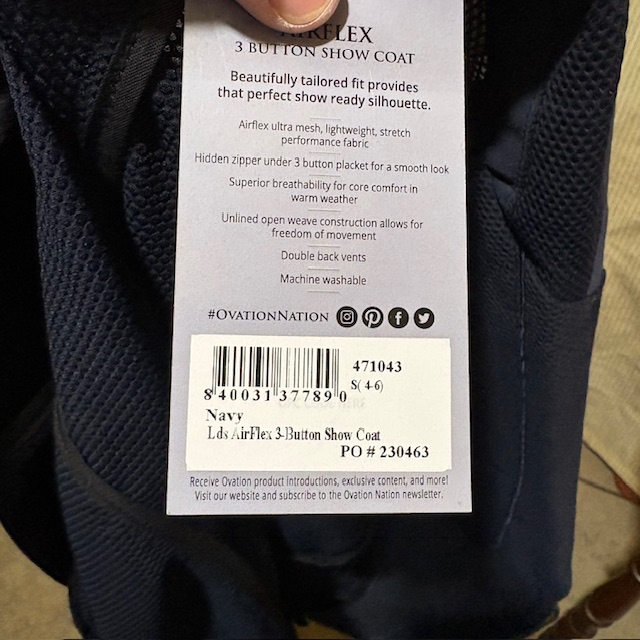 AIRFLEX
3 BUTTON SHOW COAT
Beautifully tailored fit provides
that perfect show ready silhouette.
Airflex ultra mesh, lightweight, stretch
performance fabric
Hidden zipper under 3 button placket for a smooth look
Superior breathability for core comfort in
warm weather
Unlined open weave construction allows for
freedom of movement
Double back vents
Machine washable
#OVATIONNATION
471043
S( 4-6)
8 40031 37789 0
Navy
Lds AirFlex 3-Button Show Coat
PO # 230463
Receive Ovation product introductions, exclusive content, and more!
Visit our website and subscribe to the Ovation Nation newsletter.